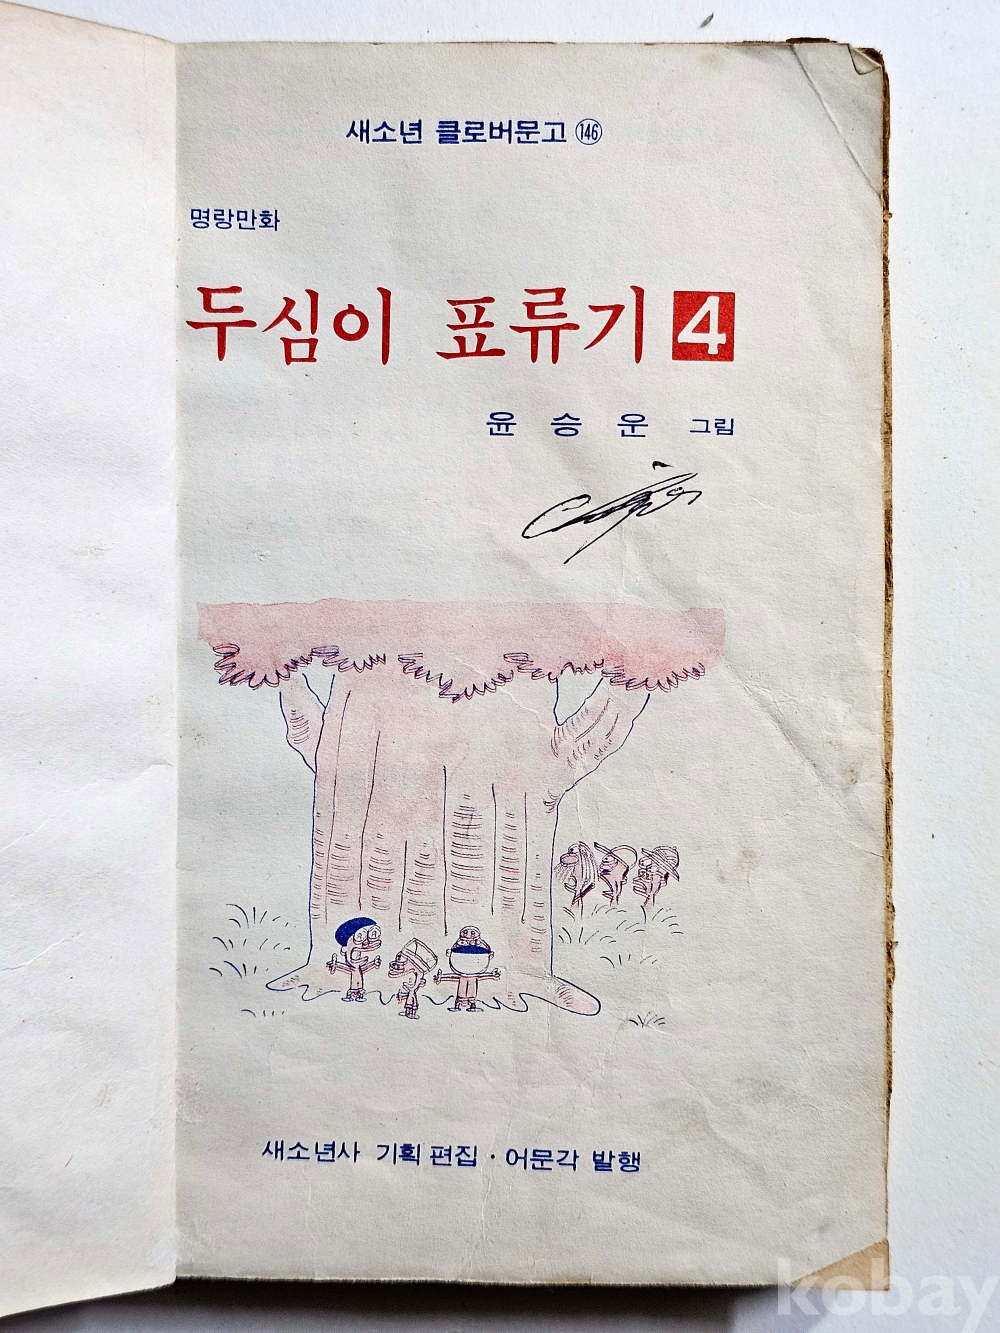 새소년 클로버문고 146
명랑만화
두심이 표류기 4
윤승운 그림
새소년사 기획 편집 · 어문각 발행
kobay